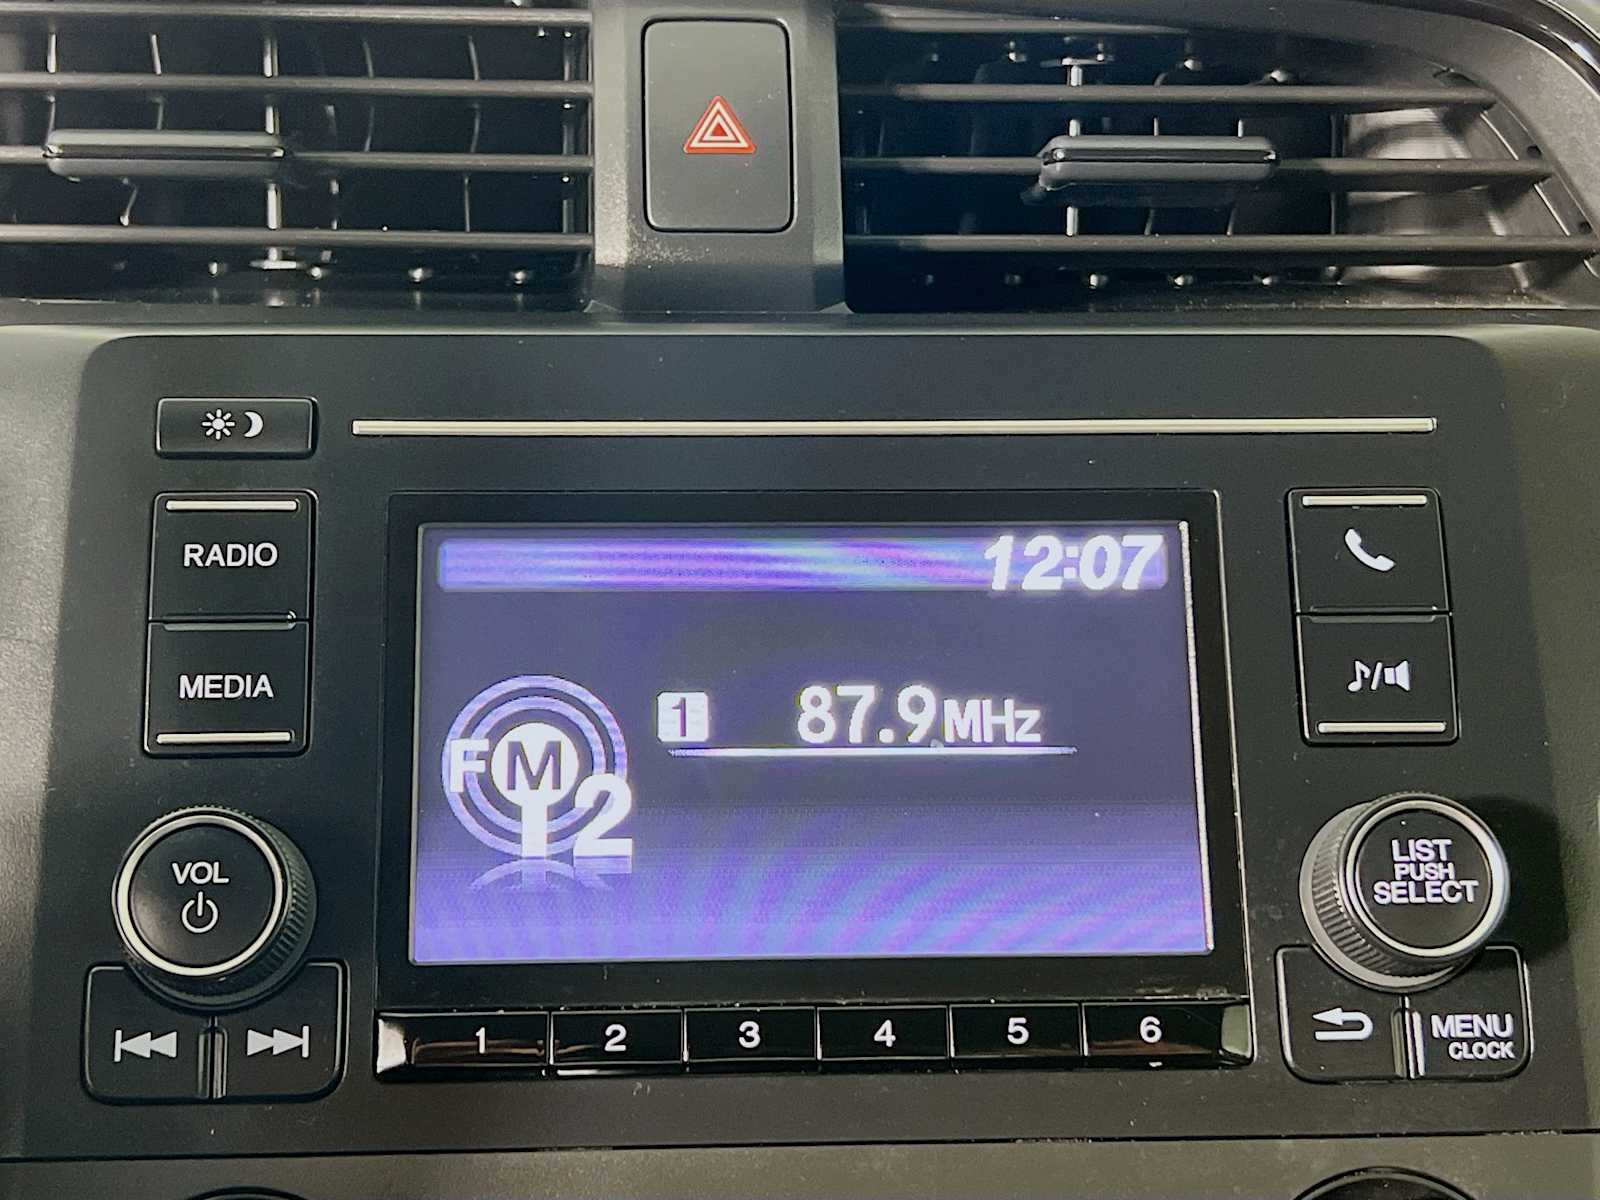 RADIO
MEDIA
VOL
12:07
FM
2
1 87.9MHz
LIST
PUSH
SELECT
1 2 3 4 5 6
MENU
CLOCK